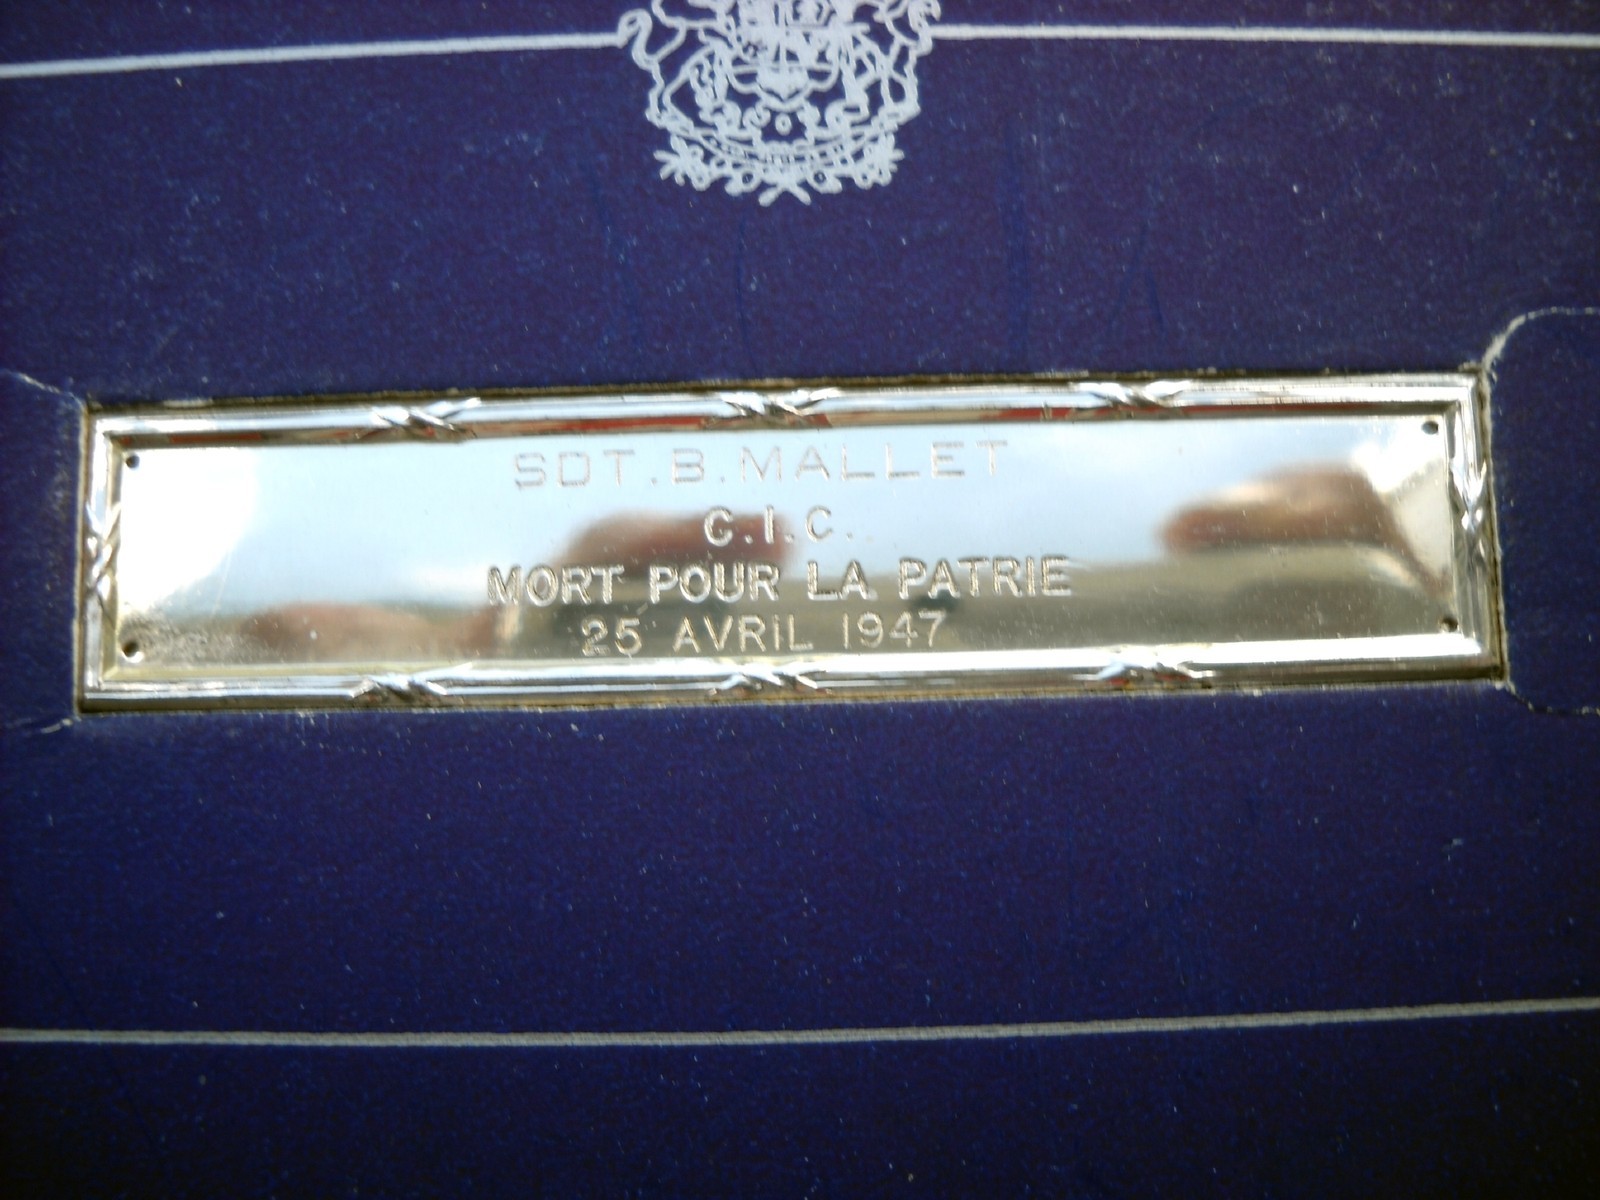 SDT. B. MALLET
C.I.C.
MORT POUR LA PATRIE
25 AVRIL 1947